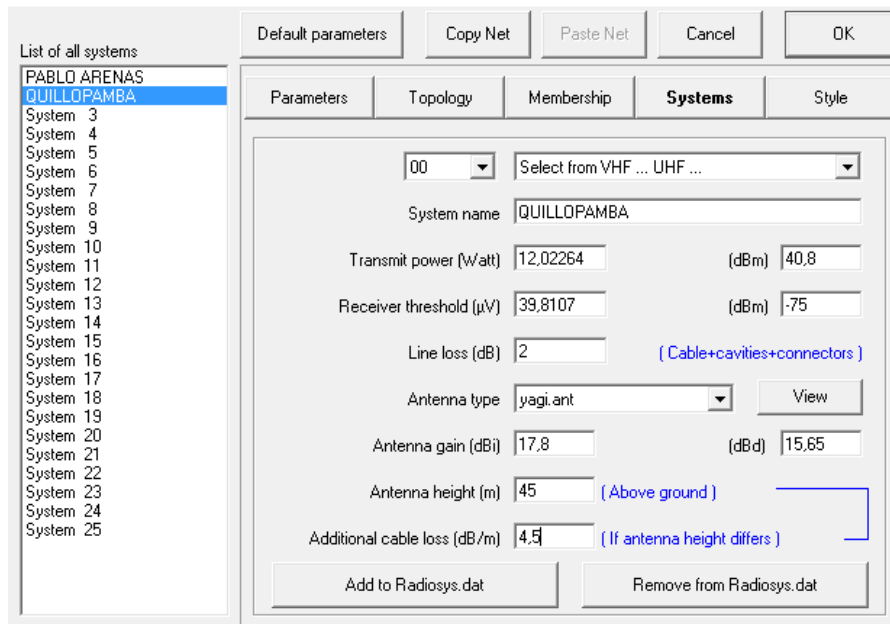 Default parameters
Copy Net
Paste Net
Cancel
OK
List of all systems
PABLO ARENAS
QUILLOPAMBA
System 3
System 4
System 5
System 6
System 7
System 8
System 9
System 10
System 11
System 12
System 13
System 14
System 15
System 16
System 17
System 18
System 19
System 20
System 21
System 22
System 23
System 24
System 25
Parameters
Topology
Membership
Systems
Style
00
Select from VHF ... UHF ...
System name QUILLOPAMBA
Transmit power (Watt) 12,02264 (dBm) 40,8
Receiver threshold (µV) 39,8107 (dBm) -75
Line loss (dB) 2 ( Cable+cavities+connectors )
Antenna type yagi.ant View
Antenna gain (dBi) 17,8 (dBd) 15,65
Antenna height (m) 45 ( Above ground )
Additional cable loss (dB/m) 4,5 ( If antenna height differs )
Add to Radiosys.dat
Remove from Radiosys.dat